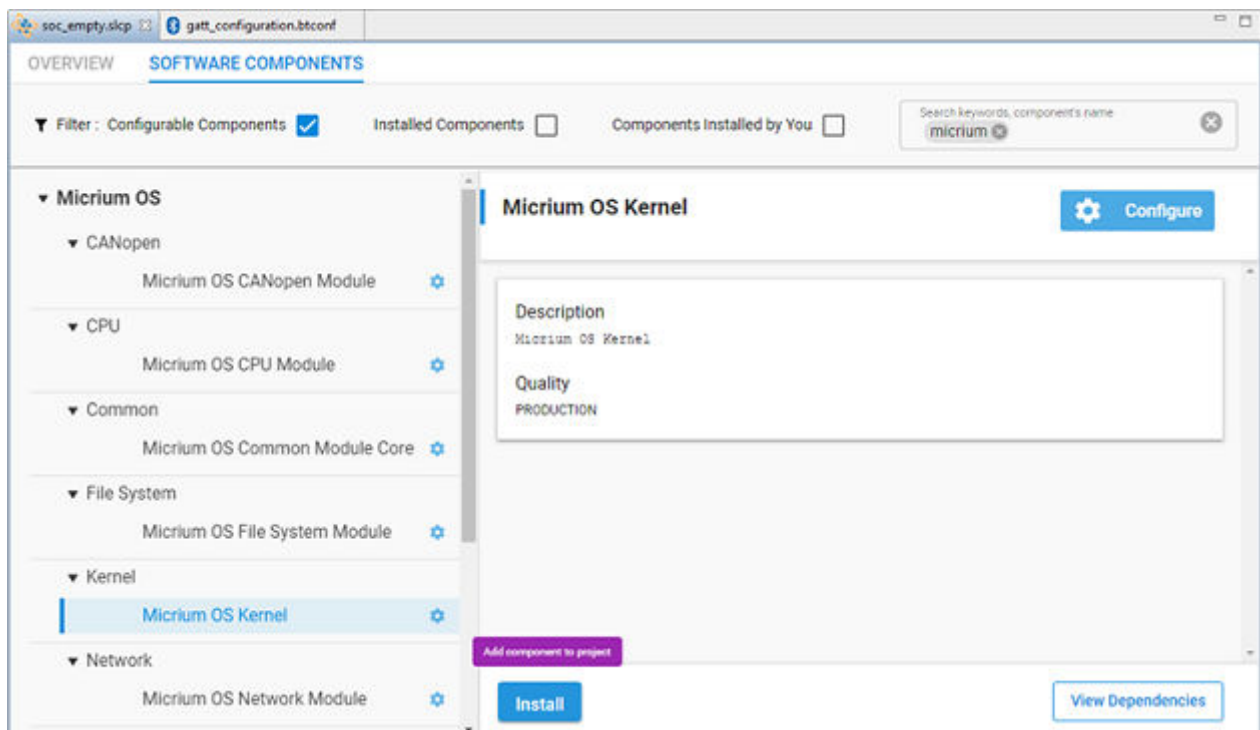 soc_empty.slcp gatt_configuration.btconf
OVERVIEW SOFTWARE COMPONENTS
Filter : Configurable Components Installed Components Components Installed by You
Search keywords, component's name
micrium
Micrium OS
CANopen
Micrium OS CANopen Module
CPU
Micrium OS CPU Module
Common
Micrium OS Common Module Core
File System
Micrium OS File System Module
Kernel
Micrium OS Kernel
Network
Micrium OS Network Module
Micrium OS Kernel
Configure
Description
Micrium OS Kernel
Quality
PRODUCTION
Add component to project
Install
View Dependencies